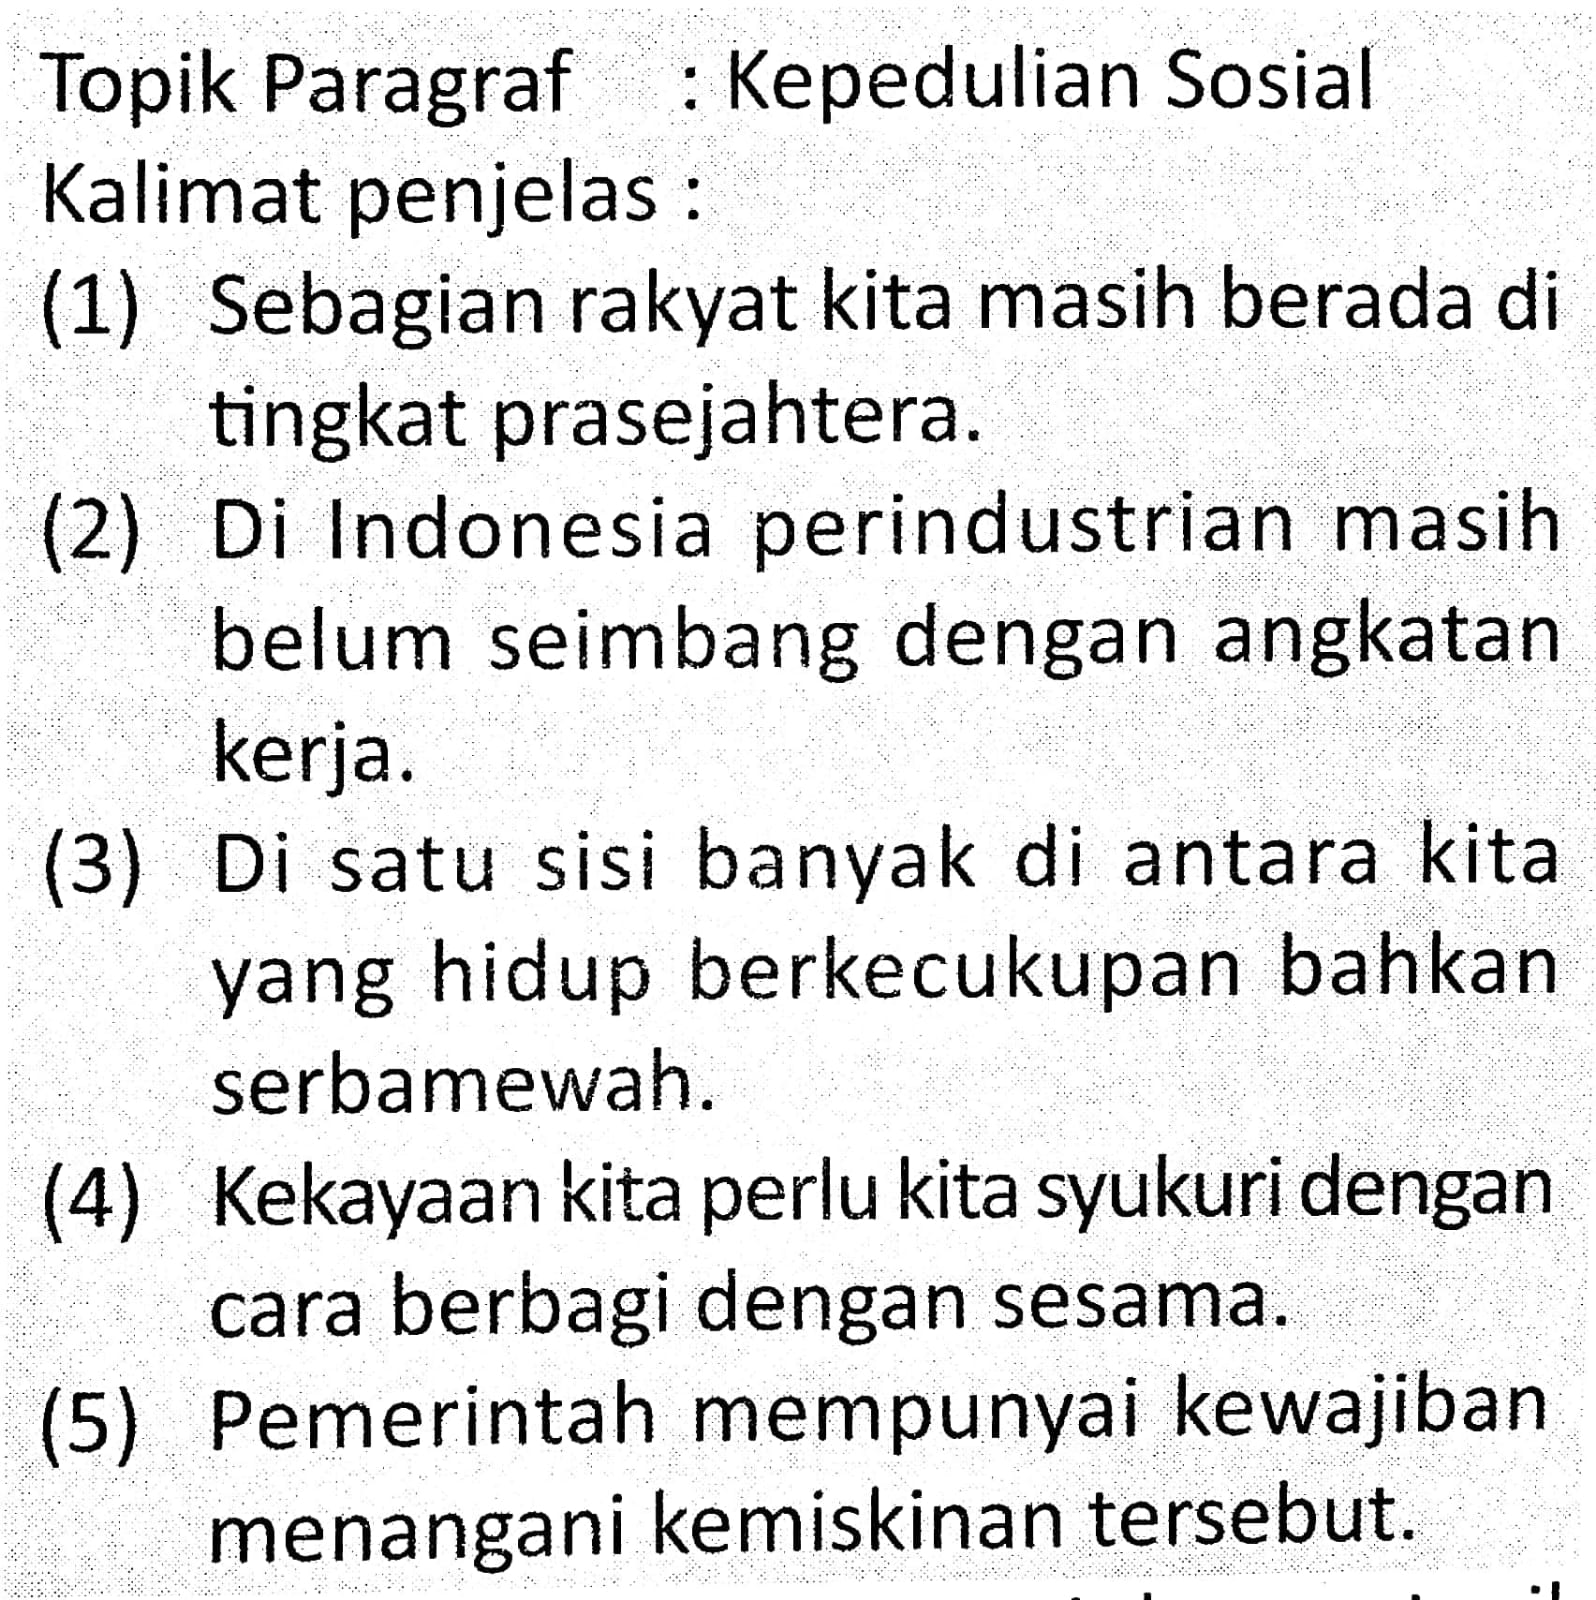 Topik Paragraf : Kepedulian Sosial
Kalimat penjelas :
(1) Sebagian rakyat kita masih berada di
tingkat prasejahtera.
(2) Di Indonesia perindustrian masih
belum seimbang dengan angkatan
kerja.
(3) Di satu sisi banyak di antara kita
yang hidup berkecukupan bahkan
serbamewah.
(4) Kekayaan kita perlu kita syukuri dengan
cara berbagi dengan sesama.
(5) Pemerintah mempunyai kewajiban
menangani kemiskinan tersebut.